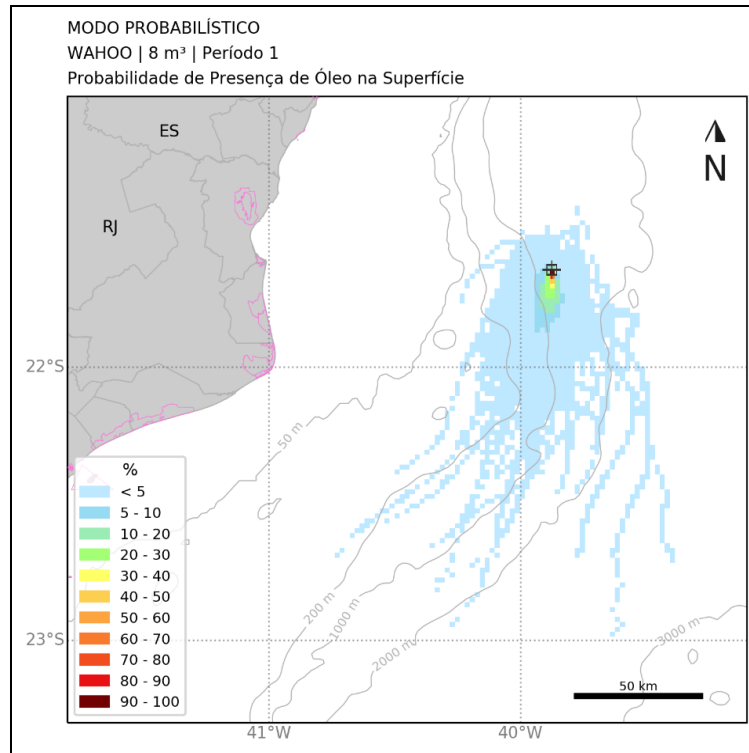 MODO PROBABILÍSTICO
WAHOO | 8 m³ | Período 1
Probabilidade de Presença de Óleo na Superfície
ES
N
RJ
22°S
50 m
%
< 5
5 - 10
10 - 20
20 - 30
30 - 40
40 - 50
50 - 60
60 - 70
70 - 80
80 - 90
90 - 100
200 m
1000 m
2000 m
3000 m
23°S
50 km
41°W
40°W